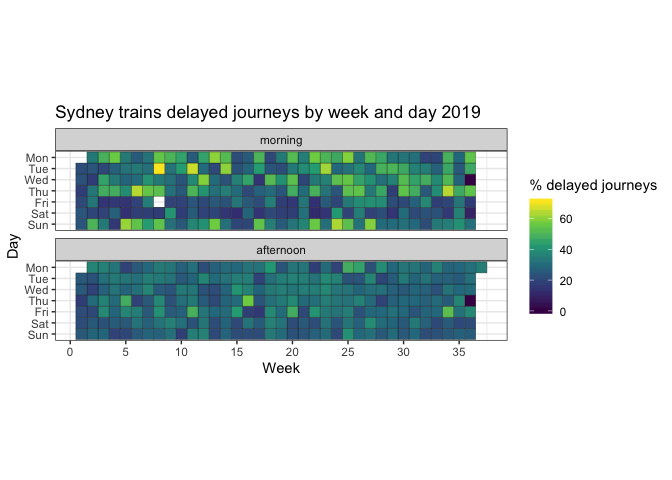 Sydney trains delayed journeys by week and day 2019
morning
Mon
Tue
Wed
Thu
Fri
Sat
Sun
afternoon
Mon
Tue
Wed
Thu
Fri
Sat
Sun
Day
0 5 10 15 20 25 30 35
Week
% delayed journeys
60
40
20
0